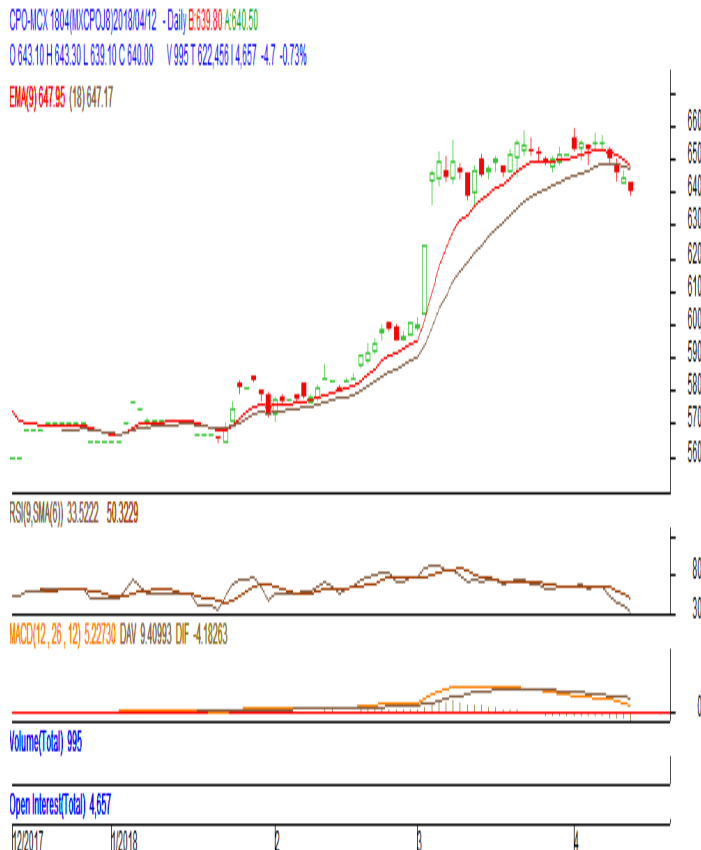 CPO-MCX 1804(MXCPOJ8)2018/04/12 - Daily B:639.80 A:640.50
O 643.10 H 643.30 L 639.10 C 640.00 V 995 T 622,456 I 4,657 -4.7 -0.73%
EMA(9) 647.95 (18) 647.17
660
650
640
630
620
610
600
590
580
570
560
RSI(9,SMA(6)) 33.5222 50.3229
80
30
MACD(12 , 26 , 12) 5.22730 DAV 9.40993 DIF -4.18263
0
Volume(Total) 995
Open Interest(Total) 4,657
12/2017 1/2018 2 3 4